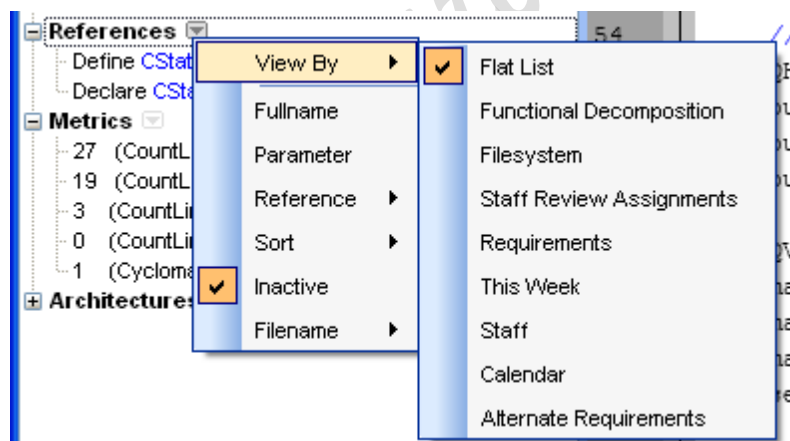 References
Define CStat
Declare CSta
Metrics
27 (CountL
19 (CountL
3 (CountLin
0 (CountLi
1 (Cycloma
Architectures
View By
Fullname
Parameter
Reference
Sort
Inactive
Filename
Flat List
Functional Decomposition
Filesystem
Staff Review Assignments
Requirements
This Week
Staff
Calendar
Alternate Requirements
54
//